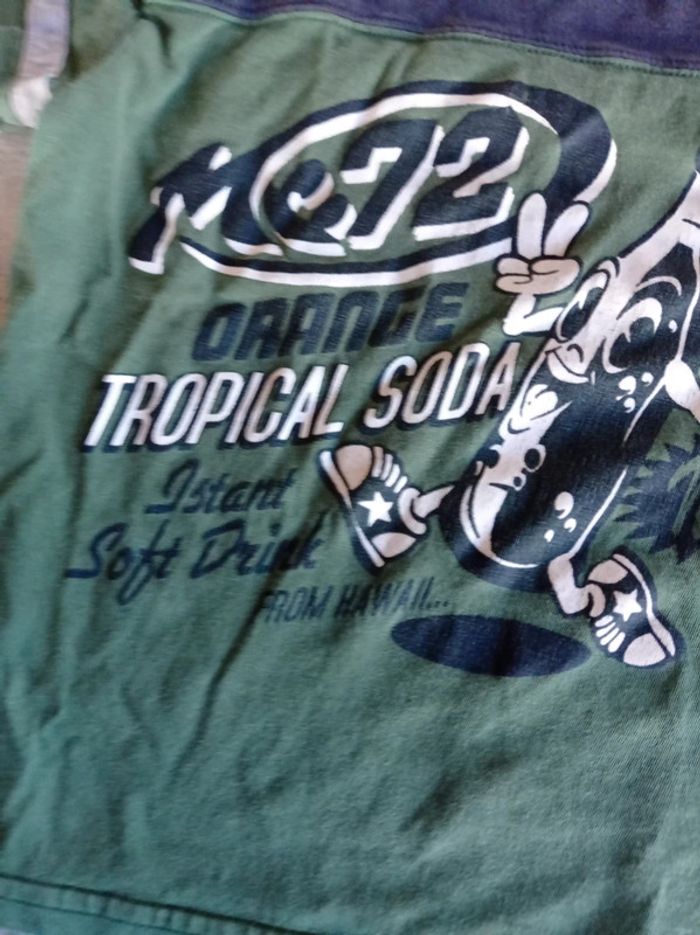 Mc72
ORANGE
TROPICAL SODA
Istant
Soft Drink
FROM HAWAII...